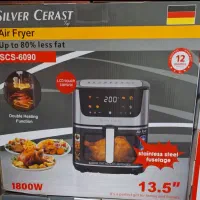 SILVER CERAST
Air Fryer
Up to 80% less fat
SCS-6090
12
LCD touch control
200
Double Heating
Function
stainless steel
fuselage
1800W
13.5"